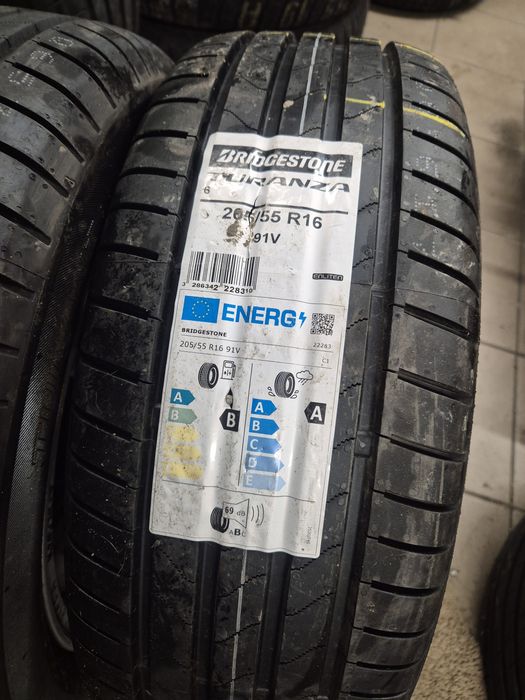 BRIDGESTONE
TURANZA
6
205/55 R16
91V
ENLITEN
3 286342 228310
ENERG
BRIDGESTONE
22283
205/55 R16 91V
C1
A
B
B
A
B
C
D
E
A
69 dB
ABC